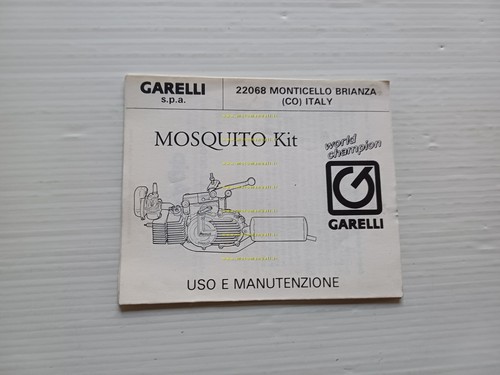 GARELLI
s.p.a.
22068 MONTICELLO BRIANZA
(CO) ITALY
MOSQUITO Kit
world
champion
GARELLI
USO E MANUTENZIONE